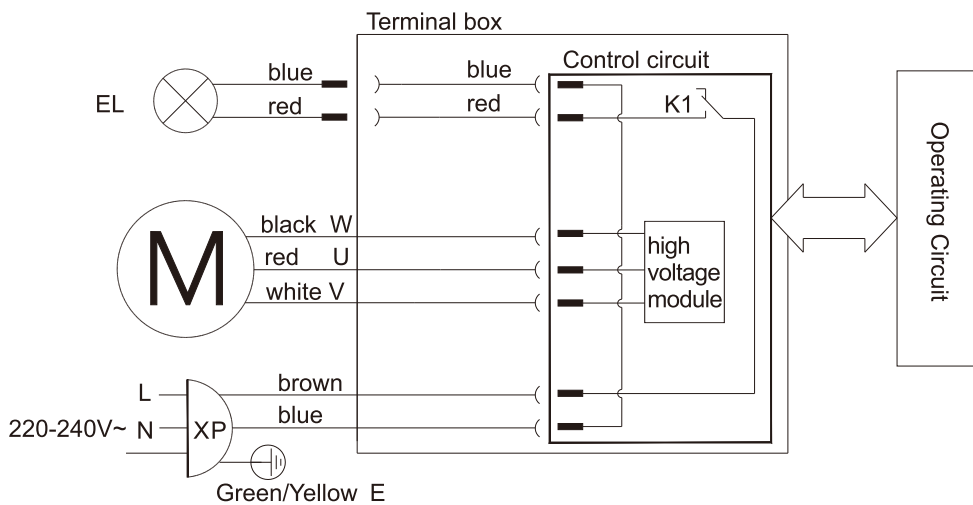 Terminal box
Control circuit
EL
blue
red
blue
red
K1
M
black W
red U
white V
high
voltage
module
Operating Circuit
L
220-240V~ N
XP
brown
blue
Green/Yellow E